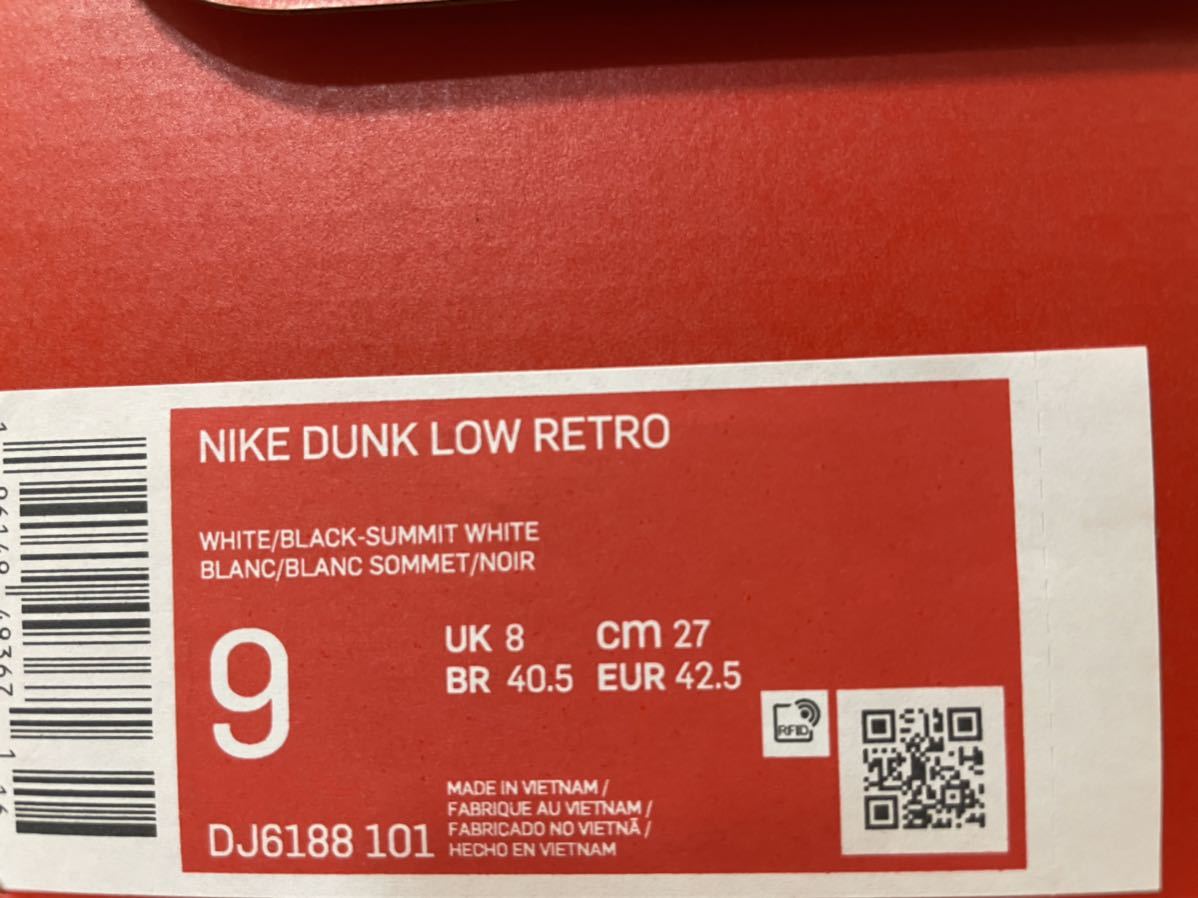 NIKE DUNK LOW RETRO
WHITE/BLACK-SUMMIT WHITE
BLANC/BLANC SOMMET/NOIR
9
UK 8 cm 27
BR 40.5 EUR 42.5
RFID
MADE IN VIETNAM /
FABRIQUE AU VIETNAM /
FABRICADO NO VIETNÃ /
HECHO EN VIETNAM
DJ6188 101